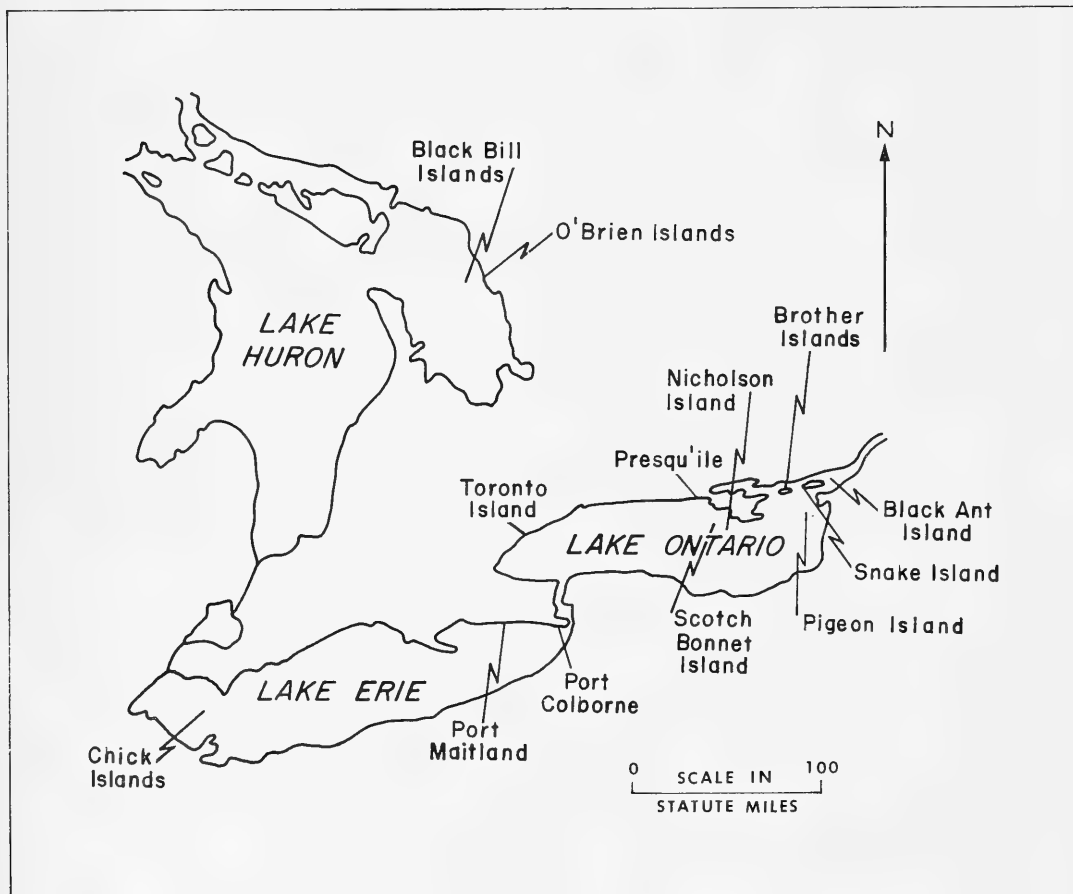 N
Black Bill
Islands
O'Brien Islands
LAKE
HURON
Brother
Islands
Nicholson
Island
Presqu'ile
Toronto
Island
LAKE ONTARIO
Black Ant
Island
Snake Island
Scotch
Bonnet
Island
Pigeon Island
LAKE ERIE
Port
Colborne
Port
Maitland
Chick
Islands
0 100
SCALE IN
STATUTE MILES